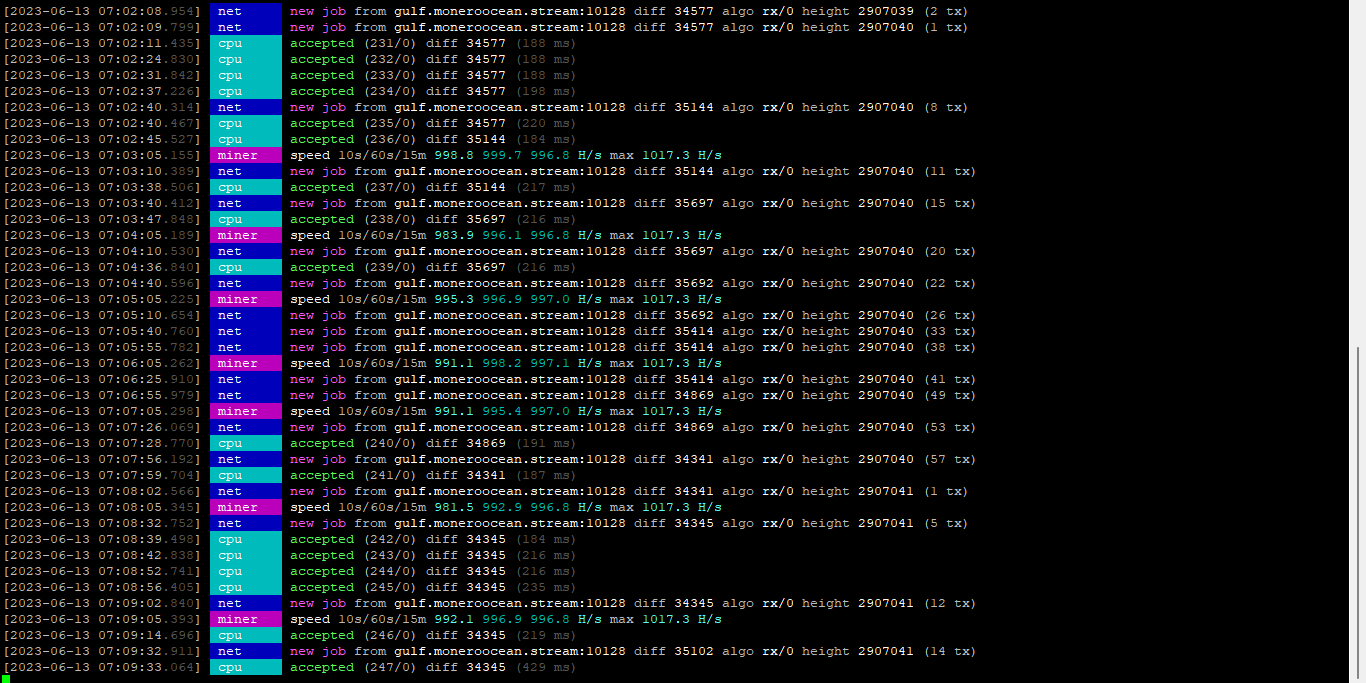 [2023-06-13 07:02:08.954] net new job from gulf.moneroocean.stream:10128 diff 34577 algo rx/0 height 2907039 (2 tx)
[2023-06-13 07:02:09.799] net new job from gulf.moneroocean.stream:10128 diff 34577 algo rx/0 height 2907040 (1 tx)
[2023-06-13 07:02:11.435] cpu accepted (231/0) diff 34577 (188 ms)
[2023-06-13 07:02:24.830] cpu accepted (232/0) diff 34577 (188 ms)
[2023-06-13 07:02:31.842] cpu accepted (233/0) diff 34577 (188 ms)
[2023-06-13 07:02:37.226] cpu accepted (234/0) diff 34577 (198 ms)
[2023-06-13 07:02:40.314] net new job from gulf.moneroocean.stream:10128 diff 35144 algo rx/0 height 2907040 (8 tx)
[2023-06-13 07:02:40.467] cpu accepted (235/0) diff 34577 (220 ms)
[2023-06-13 07:02:45.527] cpu accepted (236/0) diff 35144 (184 ms)
[2023-06-13 07:03:05.155] miner speed 10s/60s/15m 998.8 999.7 996.8 H/s max 1017.3 H/s
[2023-06-13 07:03:10.389] net new job from gulf.moneroocean.stream:10128 diff 35144 algo rx/0 height 2907040 (11 tx)
[2023-06-13 07:03:38.506] cpu accepted (237/0) diff 35144 (217 ms)
[2023-06-13 07:03:40.412] net new job from gulf.moneroocean.stream:10128 diff 35697 algo rx/0 height 2907040 (15 tx)
[2023-06-13 07:03:47.848] cpu accepted (238/0) diff 35697 (216 ms)
[2023-06-13 07:04:05.189] miner speed 10s/60s/15m 983.9 996.1 996.8 H/s max 1017.3 H/s
[2023-06-13 07:04:10.530] net new job from gulf.moneroocean.stream:10128 diff 35697 algo rx/0 height 2907040 (20 tx)
[2023-06-13 07:04:36.840] cpu accepted (239/0) diff 35697 (216 ms)
[2023-06-13 07:04:40.596] net new job from gulf.moneroocean.stream:10128 diff 35692 algo rx/0 height 2907040 (22 tx)
[2023-06-13 07:05:05.225] miner speed 10s/60s/15m 995.3 996.9 997.0 H/s max 1017.3 H/s
[2023-06-13 07:05:10.654] net new job from gulf.moneroocean.stream:10128 diff 35692 algo rx/0 height 2907040 (26 tx)
[2023-06-13 07:05:40.760] net new job from gulf.moneroocean.stream:10128 diff 35414 algo rx/0 height 2907040 (33 tx)
[2023-06-13 07:05:55.782] net new job from gulf.moneroocean.stream:10128 diff 35414 algo rx/0 height 2907040 (38 tx)
[2023-06-13 07:06:05.262] miner speed 10s/60s/15m 991.1 998.2 997.1 H/s max 1017.3 H/s
[2023-06-13 07:06:25.910] net new job from gulf.moneroocean.stream:10128 diff 35414 algo rx/0 height 2907040 (41 tx)
[2023-06-13 07:06:55.979] net new job from gulf.moneroocean.stream:10128 diff 34869 algo rx/0 height 2907040 (49 tx)
[2023-06-13 07:07:05.298] miner speed 10s/60s/15m 991.1 995.4 997.0 H/s max 1017.3 H/s
[2023-06-13 07:07:26.069] net new job from gulf.moneroocean.stream:10128 diff 34869 algo rx/0 height 2907040 (53 tx)
[2023-06-13 07:07:28.770] cpu accepted (240/0) diff 34869 (191 ms)
[2023-06-13 07:07:56.192] net new job from gulf.moneroocean.stream:10128 diff 34341 algo rx/0 height 2907040 (57 tx)
[2023-06-13 07:07:59.704] cpu accepted (241/0) diff 34341 (187 ms)
[2023-06-13 07:08:02.566] net new job from gulf.moneroocean.stream:10128 diff 34341 algo rx/0 height 2907041 (1 tx)
[2023-06-13 07:08:05.345] miner speed 10s/60s/15m 981.5 992.9 996.8 H/s max 1017.3 H/s
[2023-06-13 07:08:32.752] net new job from gulf.moneroocean.stream:10128 diff 34345 algo rx/0 height 2907041 (5 tx)
[2023-06-13 07:08:39.498] cpu accepted (242/0) diff 34345 (184 ms)
[2023-06-13 07:08:42.838] cpu accepted (243/0) diff 34345 (216 ms)
[2023-06-13 07:08:52.741] cpu accepted (244/0) diff 34345 (216 ms)
[2023-06-13 07:08:56.405] cpu accepted (245/0) diff 34345 (235 ms)
[2023-06-13 07:09:02.840] net new job from gulf.moneroocean.stream:10128 diff 34345 algo rx/0 height 2907041 (12 tx)
[2023-06-13 07:09:05.393] miner speed 10s/60s/15m 992.1 996.9 996.8 H/s max 1017.3 H/s
[2023-06-13 07:09:14.696] cpu accepted (246/0) diff 34345 (219 ms)
[2023-06-13 07:09:32.911] net new job from gulf.moneroocean.stream:10128 diff 35102 algo rx/0 height 2907041 (14 tx)
[2023-06-13 07:09:33.064] cpu accepted (247/0) diff 34345 (429 ms)